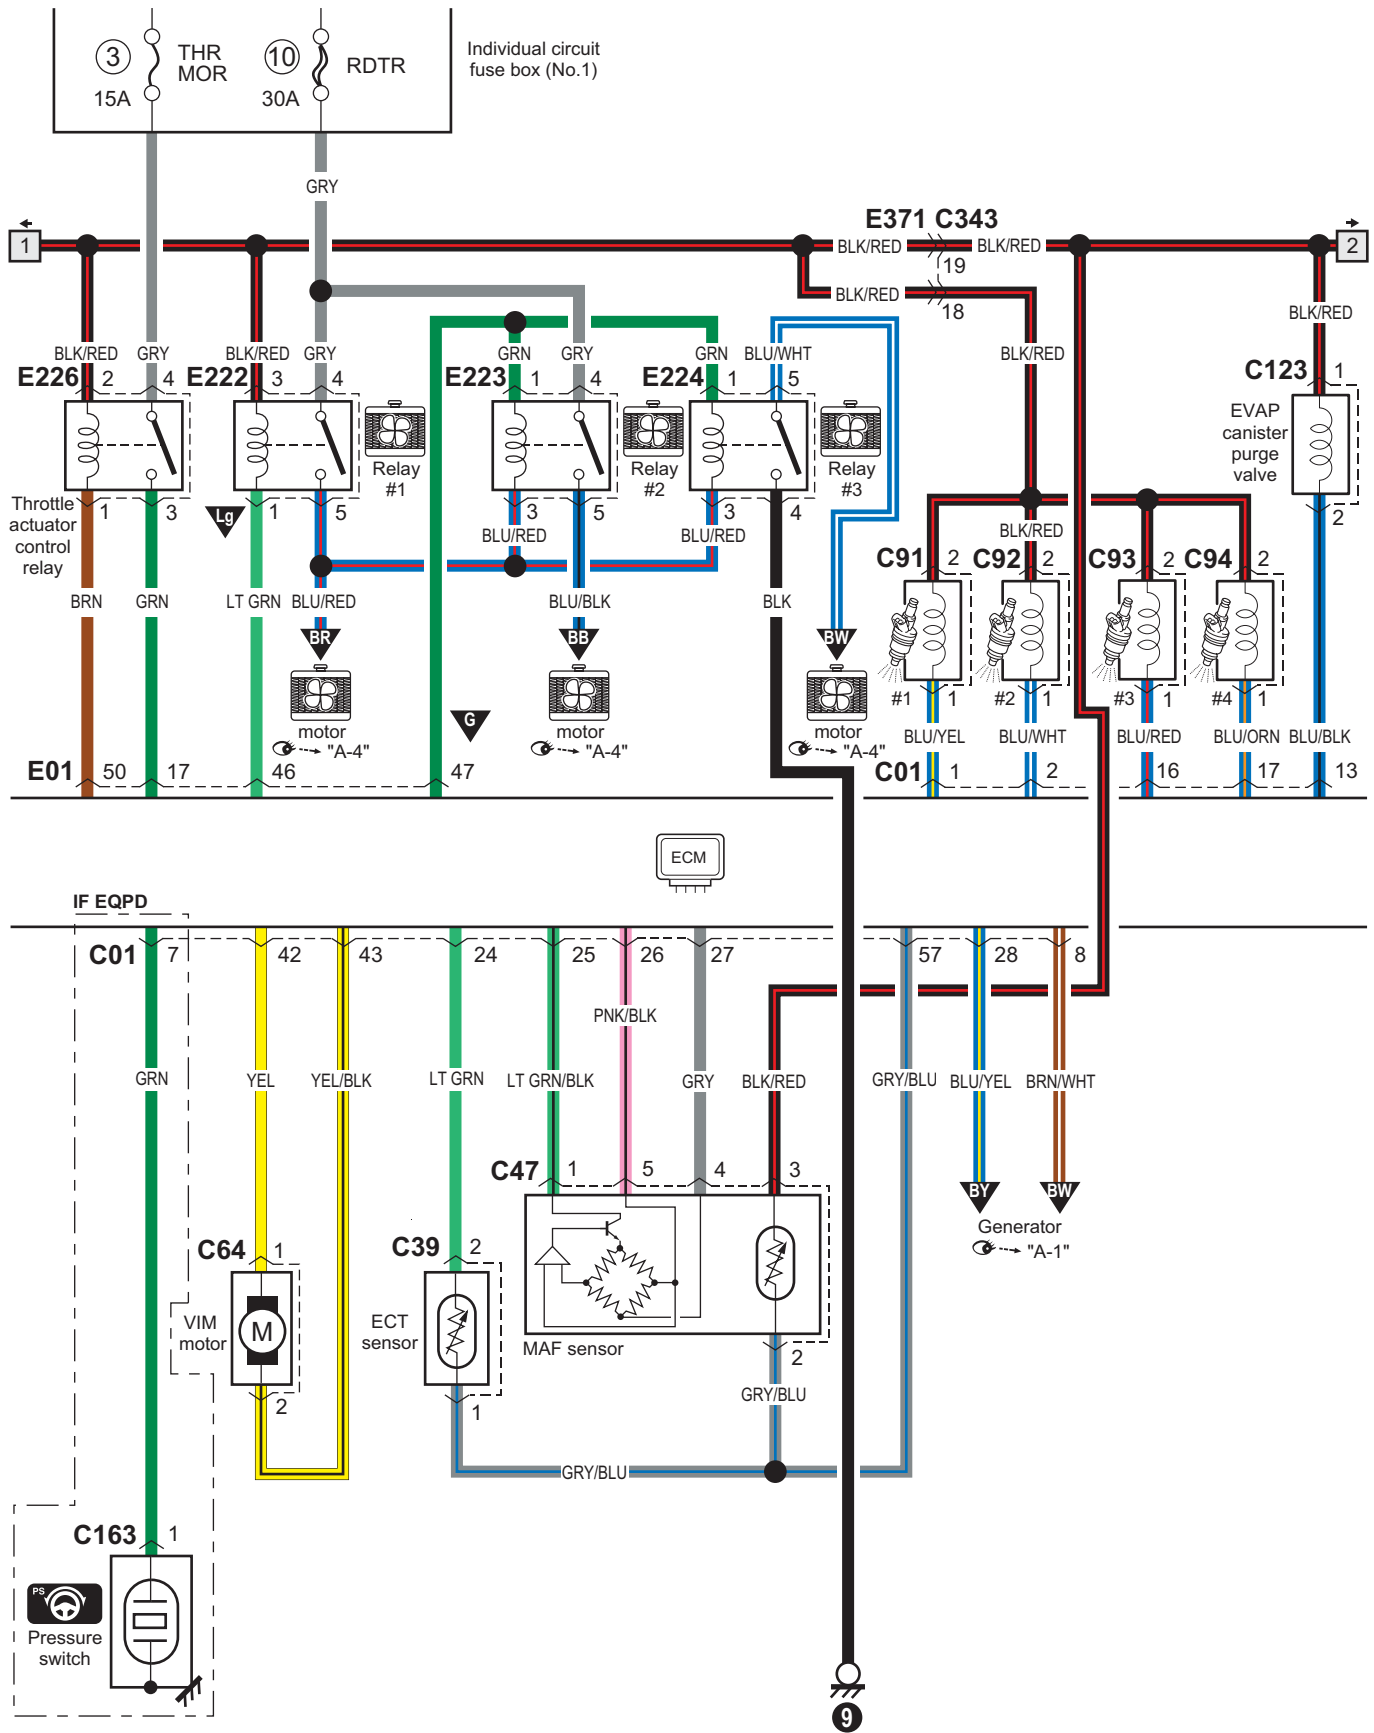 3
THR
MOR
15A
10
RDTR
30A
Individual circuit
fuse box (No.1)
GRY
E371 C343
1
BLK/RED
BLK/RED
2
19
BLK/RED
18
BLK/RED
BLK/RED
BLK/RED
GRY
BLK/RED
GRY
GRN
GRY
GRN
BLU/WHT
E226
2
4
E222
3
4
E223
1
4
E224
1
5
C123
1
EVAP
canister
purge
valve
Relay
#1
Relay
#2
Relay
#3
Throttle
actuator
control
relay
1
3
Lg
1
5
3
5
3
4
2
BLU/RED
BLU/RED
BLK/RED
C91
2
C92
2
C93
2
C94
2
BRN
GRN
LT GRN
BLU/RED
BLU/BLK
BLK
BR
BB
BW
#1
1
#2
1
#3
1
#4
1
G
motor
"A-4"
motor
"A-4"
motor
"A-4"
BLU/YEL
BLU/WHT
BLU/RED
BLU/ORN
BLU/BLK
E01
50
17
46
47
C01
1
2
16
17
13
ECM
IF EQPD
C01
7
42
43
24
25
26
27
57
28
8
PNK/BLK
GRN
YEL
YEL/BLK
LT GRN
LT GRN/BLK
GRY
BLK/RED
GRY/BLU
BLU/YEL
BRN/WHT
C47
1
5
4
3
BY
BW
Generator
"A-1"
C64
1
C39
2
VIM
motor
M
ECT
sensor
MAF sensor
2
2
1
GRY/BLU
GRY/BLU
C163
1
PS
Pressure
switch
9